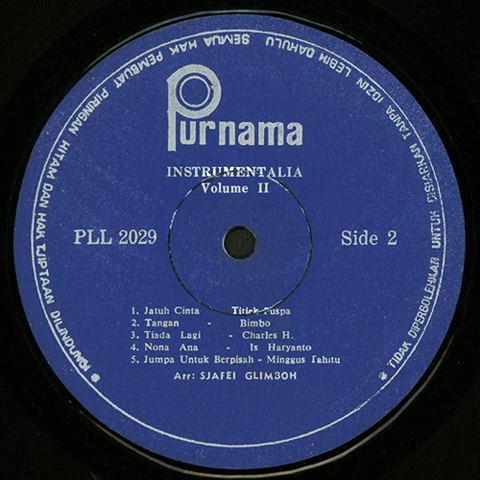 SEMUA HAK PEMBUAT PIRINGAN HITAM DAN HAK TJIPTAAN DILINDUNGI
TIDAK DIPERBOLEHKAN UNTUK DISIARKAN TANPA IDZIN LEBIH DAHULU
Purnama
INSTRUMENTALIA
Volume II
PLL 2029
Side 2
1. Jatuh Cinta Titiek Puspa
2. Tangan - Bimbo
3. Tiada Lagi - Charles H.
4. Nona Ana - Is Haryanto
5. Jumpa Untuk Berpisah - Minggus Tahitu
Arr: SJAFEI GLIMBOH